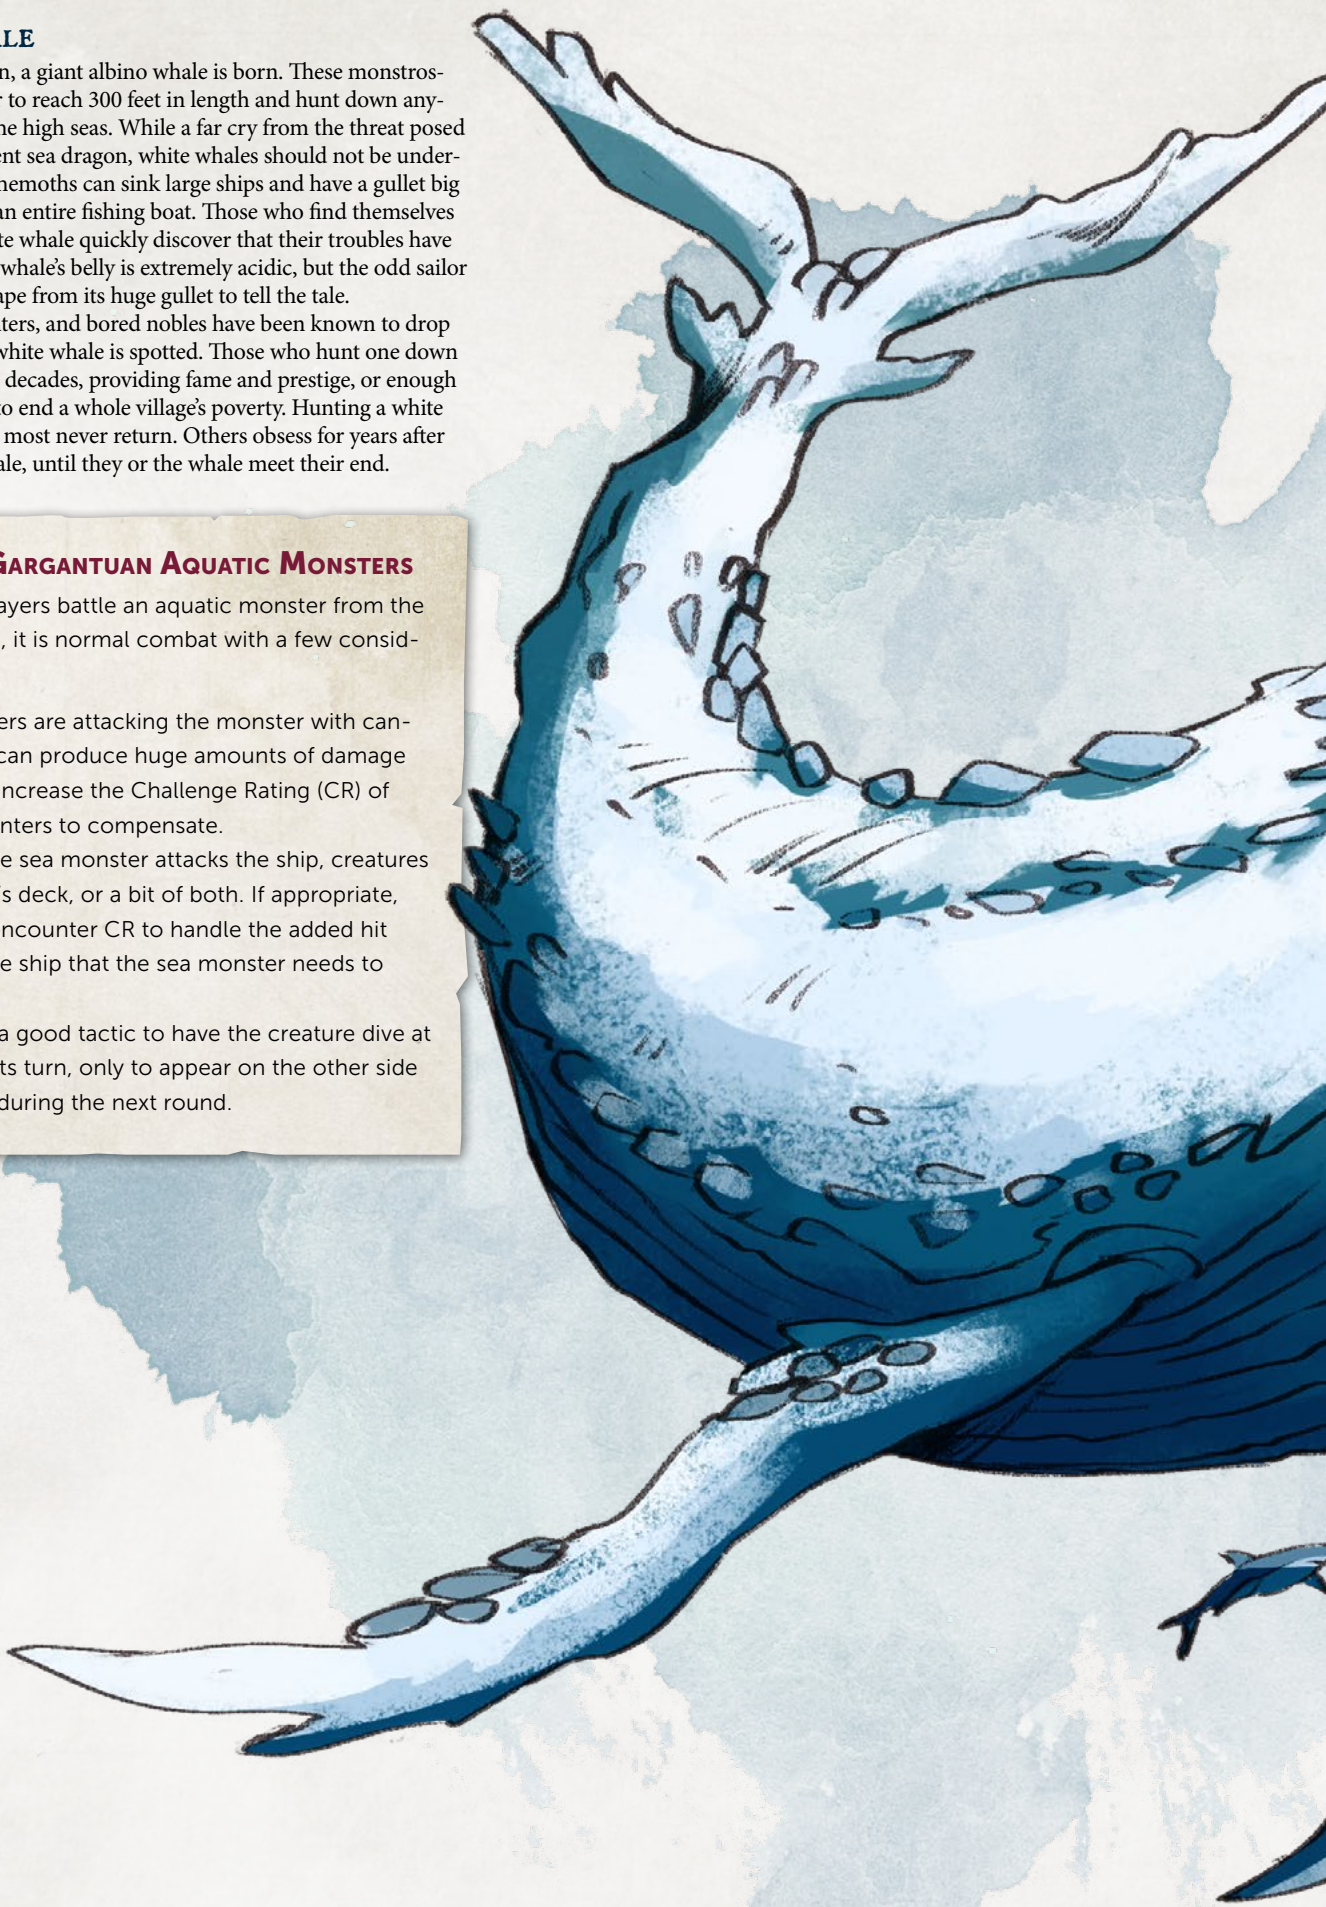 LE
n, a giant albino whale is born. These monstros-
r to reach 300 feet in length and hunt down any-
he high seas. While a far cry from the threat posed
ent sea dragon, white whales should not be under-
hemoths can sink large ships and have a gullet big
an entire fishing boat. Those who find themselves
te whale quickly discover that their troubles have
whale’s belly is extremely acidic, but the odd sailor
ape from its huge gullet to tell the tale.
ters, and bored nobles have been known to drop
white whale is spotted. Those who hunt one down
decades, providing fame and prestige, or enough
to end a whole village’s poverty. Hunting a white
most never return. Others obsess for years after
ale, until they or the whale meet their end.
Gargantuan Aquatic Monsters
ayers battle an aquatic monster from the
, it is normal combat with a few consid-
ers are attacking the monster with can-
can produce huge amounts of damage
increase the Challenge Rating (CR) of
nters to compensate.
e sea monster attacks the ship, creatures
’s deck, or a bit of both. If appropriate,
ncounter CR to handle the added hit
e ship that the sea monster needs to
a good tactic to have the creature dive at
ts turn, only to appear on the other side
during the next round.